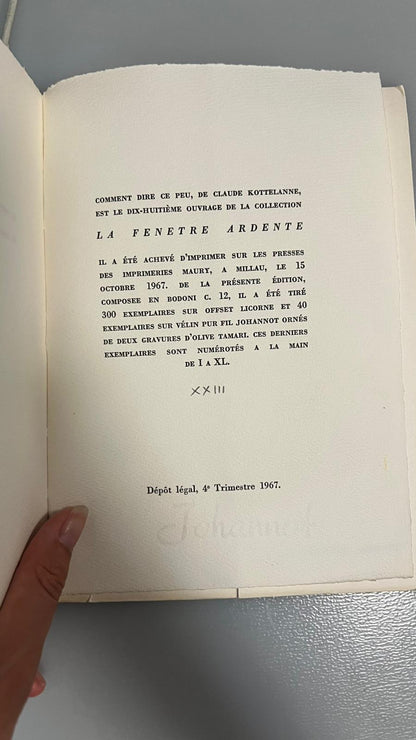 COMMENT DIRE CE PEU, DE CLAUDE KOTTELANNE,
EST LE DIX-HUITIÈME OUVRAGE DE LA COLLECTION
LA FENETRE ARDENTE
IL A ÉTÉ ACHEVÉ D'IMPRIMER SUR LES PRESSES
DES IMPRIMERIES MAURY, A MILLAU, LE 15
OCTOBRE 1967. DE LA PRÉSENTE ÉDITION,
COMPOSEE EN BODONI C. 12, IL A ÉTÉ TIRÉ
300 EXEMPLAIRES SUR OFFSET LICORNE ET 40
EXEMPLAIRES SUR VÉLIN PUR FIL JOHANNOT ORNÉS
DE DEUX GRAVURES D'OLIVE TAMARI. CES DERNIERS
EXEMPLAIRES SONT NUMÉROTÉS A LA MAIN
DE I A XL.
XXIII
Dépôt légal, 4e Trimestre 1967.
Johannot